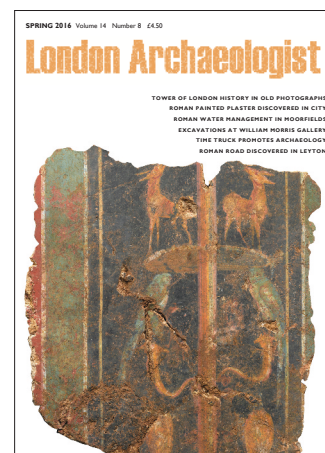 SPRING 2016 Volume 14 Number 8 £4.50
London Archaeologist
TOWER OF LONDON HISTORY IN OLD PHOTOGRAPHS
ROMAN PAINTED PLASTER DISCOVERED IN CITY
ROMAN WATER MANAGEMENT IN MOORFIELDS
EXCAVATIONS AT WILLIAM MORRIS GALLERY
TIME TRUCK PROMOTES ARCHAEOLOGY
ROMAN ROAD DISCOVERED IN LEYTON